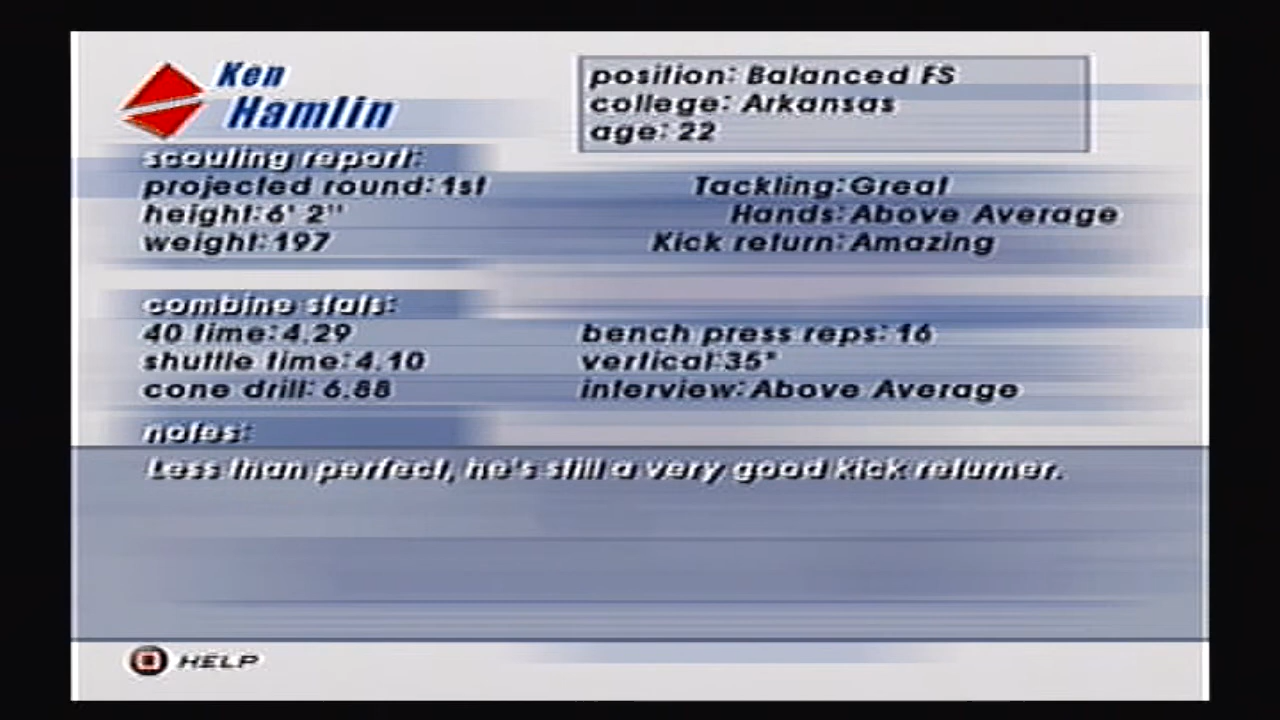 Ken
Hamlin
position: Balanced FS
college: Arkansas
age: 22
scouting report:
projected round: 1st
Tackling: Great
height: 6' 2"
Hands: Above Average
weight: 197
Kick return: Amazing
combine stats:
40 time: 4.29
bench press reps: 16
shuttle time: 4.10
vertical: 35"
cone drill: 6.88
interview: Above Average
notes:
Less than perfect, he's still a very good kick returner.
HELP